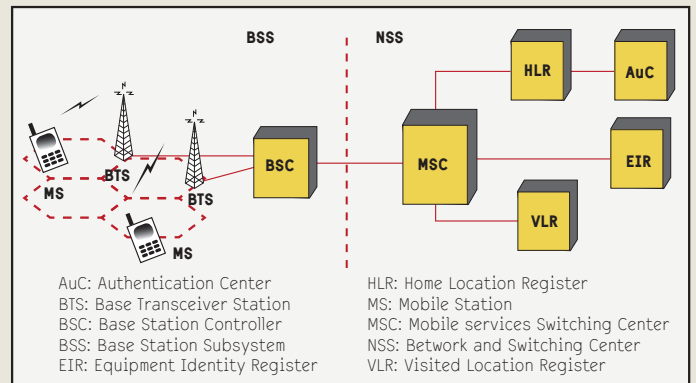 BSS NSS
HLR AuC
BSC MSC EIR
BTS
MS BTS
VLR
MS
AuC: Authentication Center
BTS: Base Transceiver Station
BSC: Base Station Controller
BSS: Base Station Subsystem
EIR: Equipment Identity Register
HLR: Home Location Register
MS: Mobile Station
MSC: Mobile services Switching Center
NSS: Betwork and Switching Center
VLR: Visited Location Register